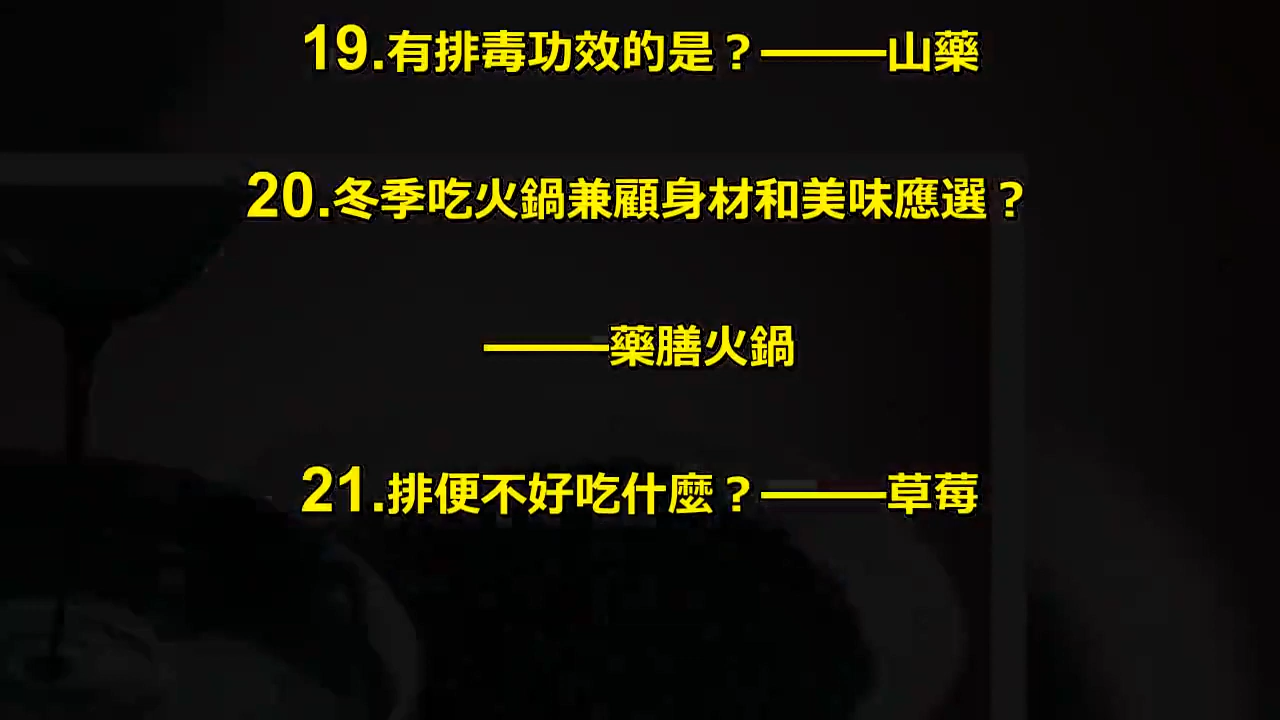 19.有排毒功效的是？———山藥
20.冬季吃火鍋兼顧身材和美味應選？
———藥膳火鍋
21.排便不好吃什麼？———草莓